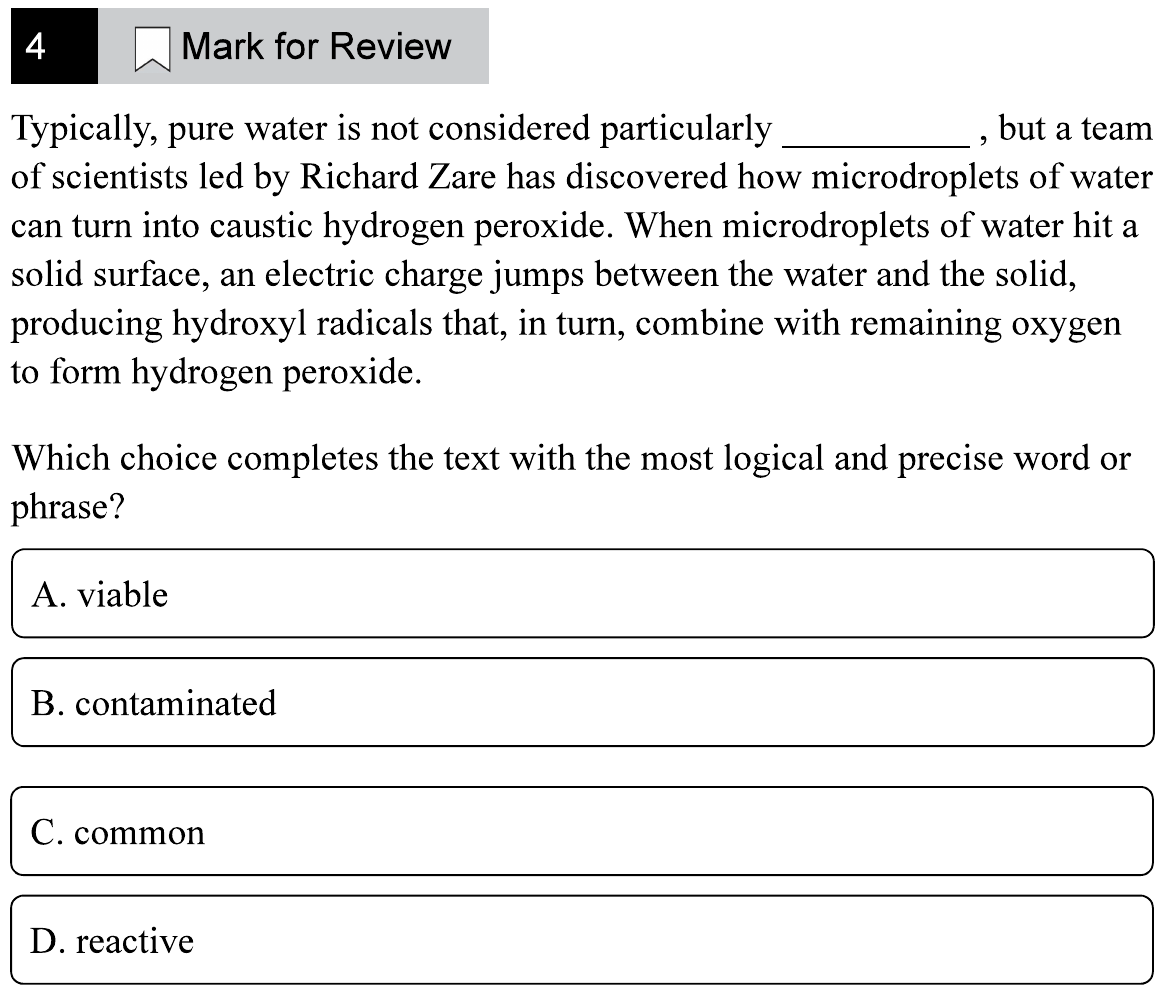 4 Mark for Review
Typically, pure water is not considered particularly __________ , but a team
of scientists led by Richard Zare has discovered how microdroplets of water
can turn into caustic hydrogen peroxide. When microdroplets of water hit a
solid surface, an electric charge jumps between the water and the solid,
producing hydroxyl radicals that, in turn, combine with remaining oxygen
to form hydrogen peroxide.
Which choice completes the text with the most logical and precise word or
phrase?
A. viable
B. contaminated
C. common
D. reactive